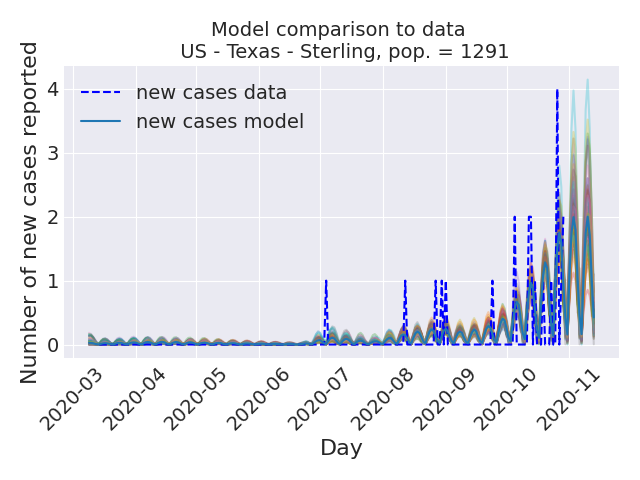 Model comparison to data
US - Texas - Sterling, pop. = 1291
Number of new cases reported
new cases data
new cases model
4
3
2
1
0
2020-03
2020-04
2020-05
2020-06
2020-07
2020-08
2020-09
2020-10
2020-11
Day